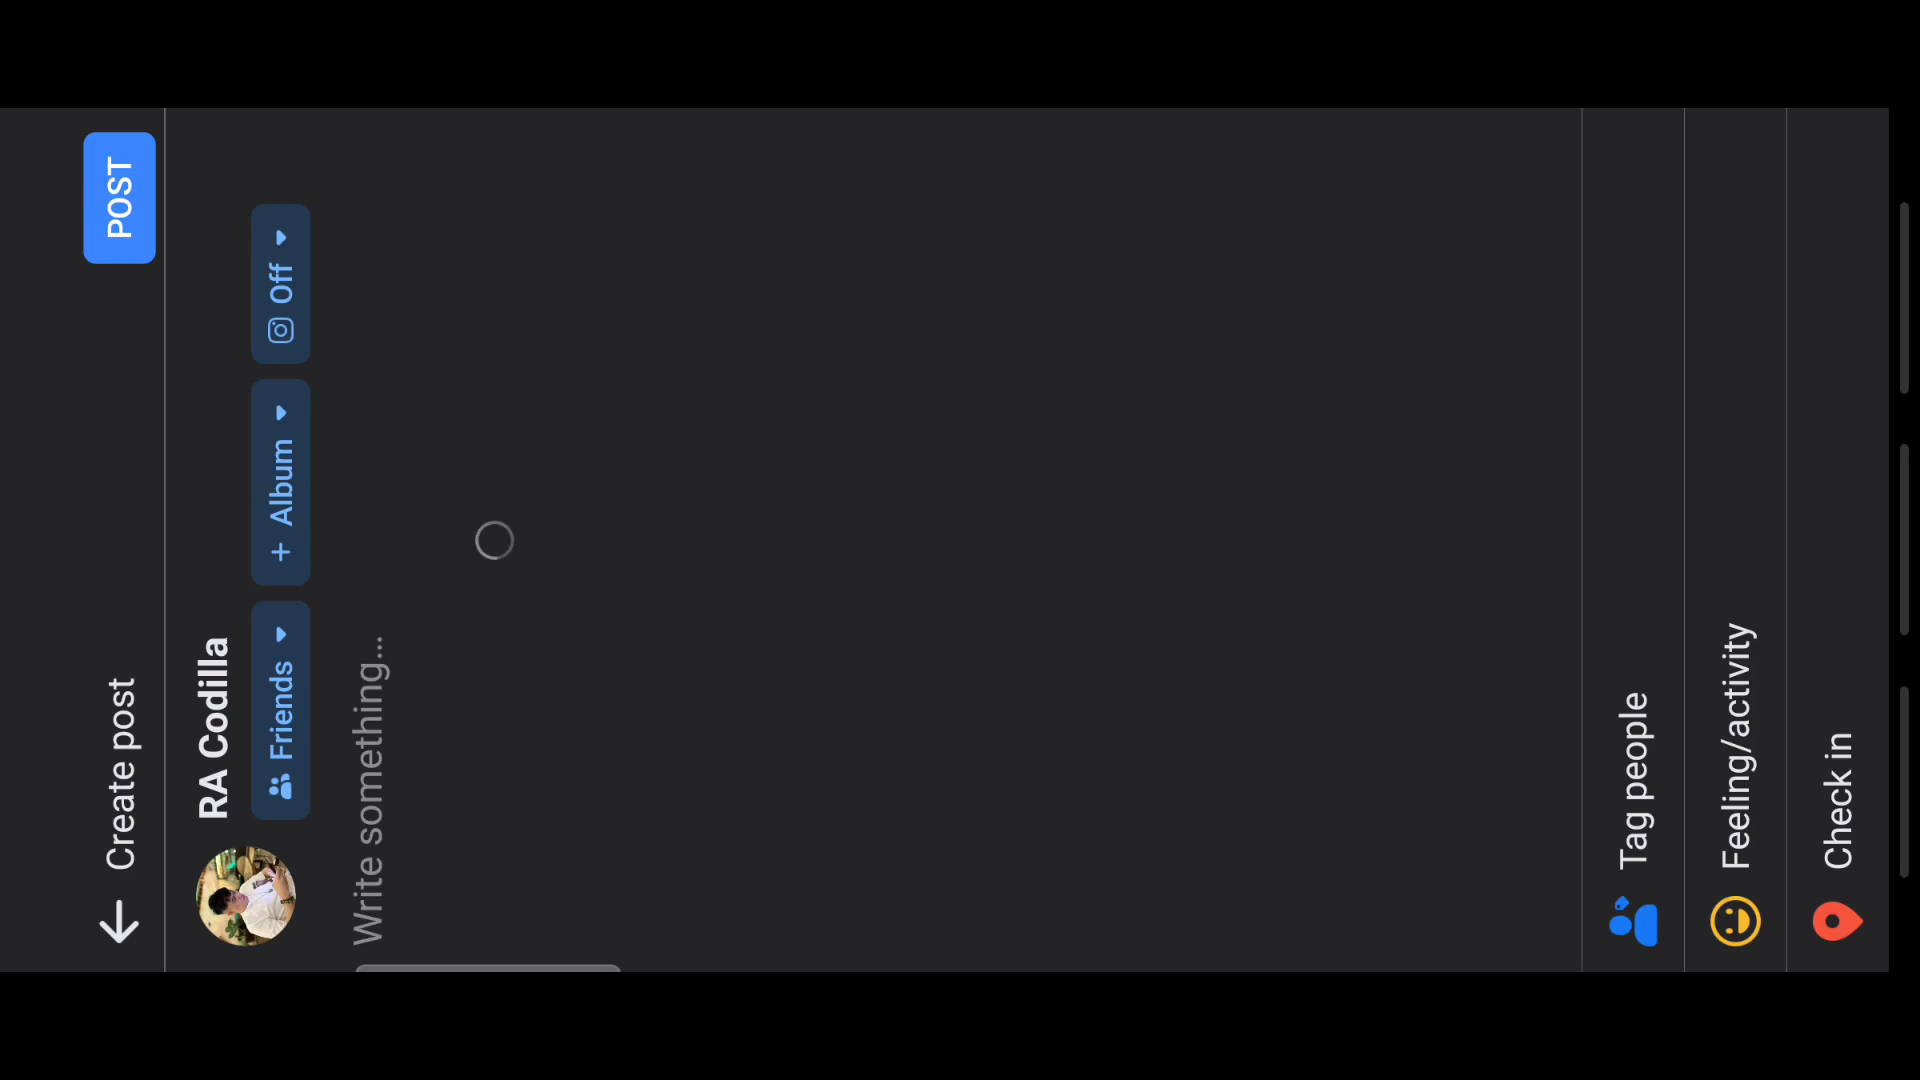 Create post
POST
RA Codilla
Friends
+ Album
Off
Write something...
Tag people
Feeling/activity
Check in